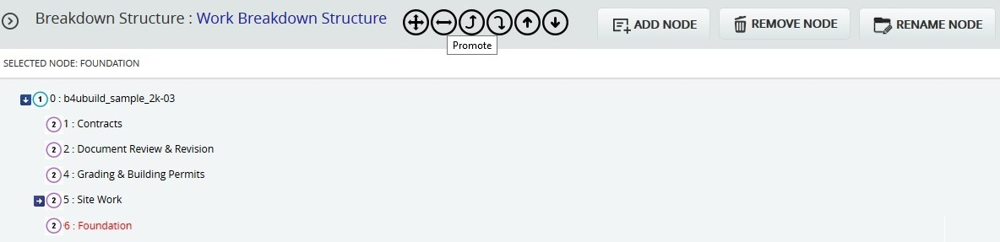 Breakdown Structure : Work Breakdown Structure
ADD NODE
REMOVE NODE
RENAME NODE
Promote
SELECTED NODE: FOUNDATION
1 0 : b4ubuild_sample_2k-03
2 1 : Contracts
2 2 : Document Review & Revision
2 4 : Grading & Building Permits
2 5 : Site Work
2 6 : Foundation